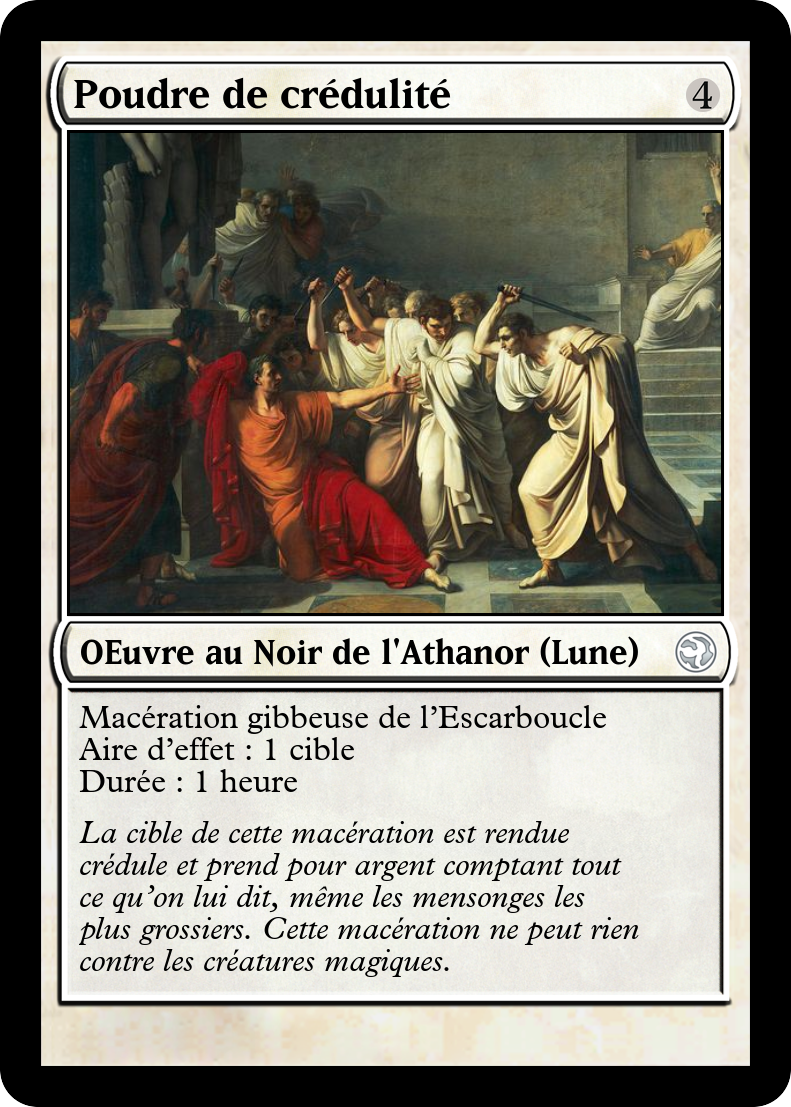 Poudre de crédulité
4
OEuvre au Noir de l'Athanor (Lune)
Macération gibbeuse de l’Escarboucle
Aire d’effet : 1 cible
Durée : 1 heure
La cible de cette macération est rendue
crédule et prend pour argent comptant tout
ce qu’on lui dit, même les mensonges les
plus grossiers. Cette macération ne peut rien
contre les créatures magiques.